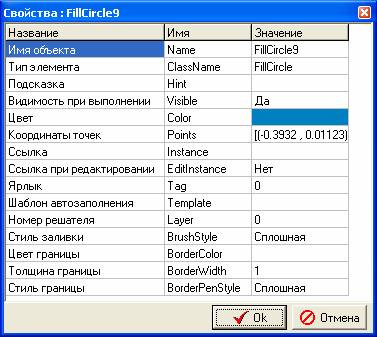 Свойства : FillCircle9
Название Имя Значение
Имя объекта Name FillCircle9
Тип элемента ClassName FillCircle
Подсказка Hint
Видимость при выполнении Visible Да
Цвет Color
Координаты точек Points [(-0.3932 , 0.01123)
Ссылка Instance
Ссылка при редактировании EditInstance Нет
Ярлык Tag 0
Шаблон автозаполнения Template
Номер решателя Layer 0
Стиль заливки BrushStyle Сплошная
Цвет границы BorderColor
Толщина границы BorderWidth 1
Стиль границы BorderPenStyle Сплошная
Ok Отмена